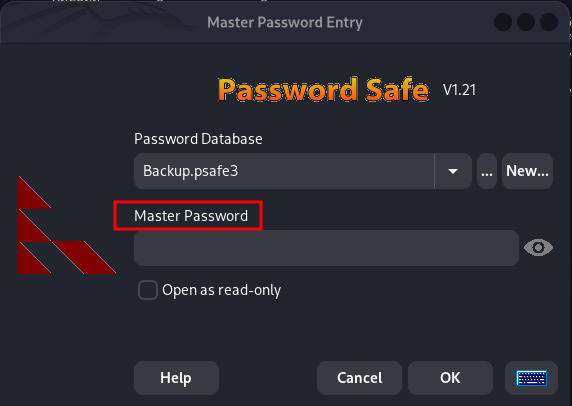 Master Password Entry
Password Safe V1.21
Password Database
Backup.psafe3
... New...
Master Password
Open as read-only
Help Cancel OK